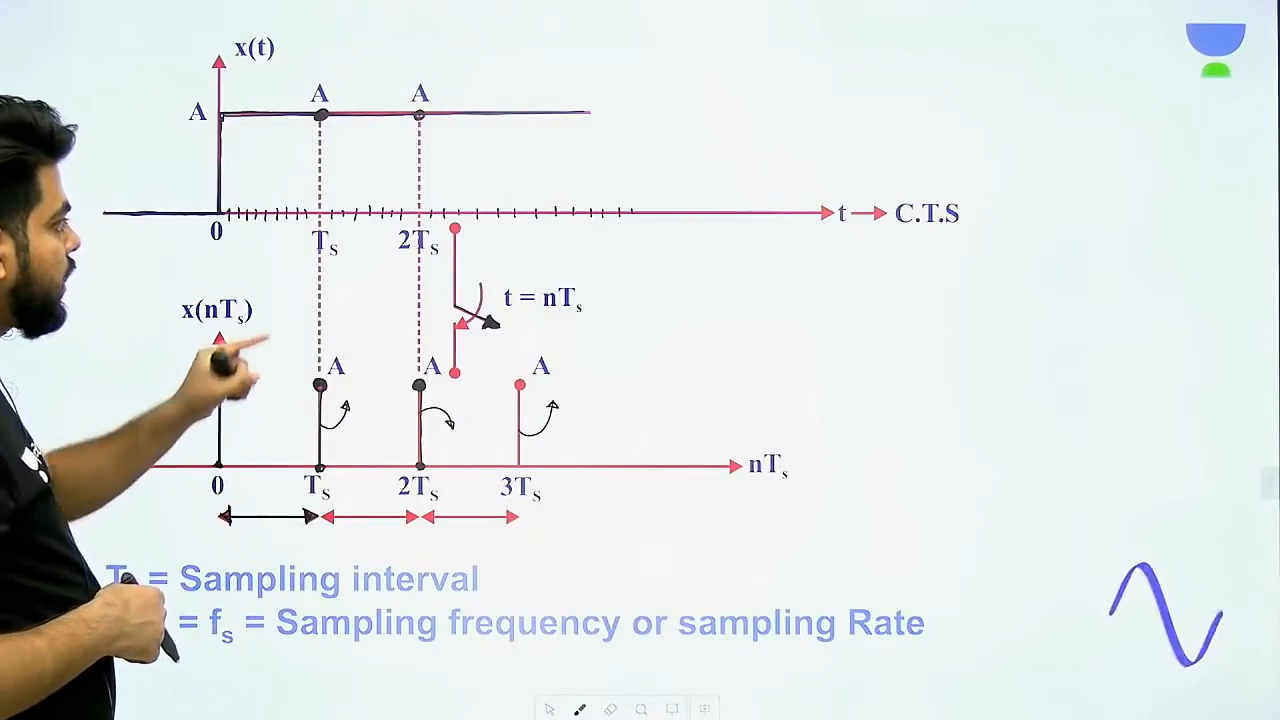 x(t)
A A A
0 Ts 2Ts t C.T.S
x(nTs) t = nTs
A A A
0 Ts 2Ts 3Ts nTs
= Sampling interval
= fs = Sampling frequency or sampling Rate